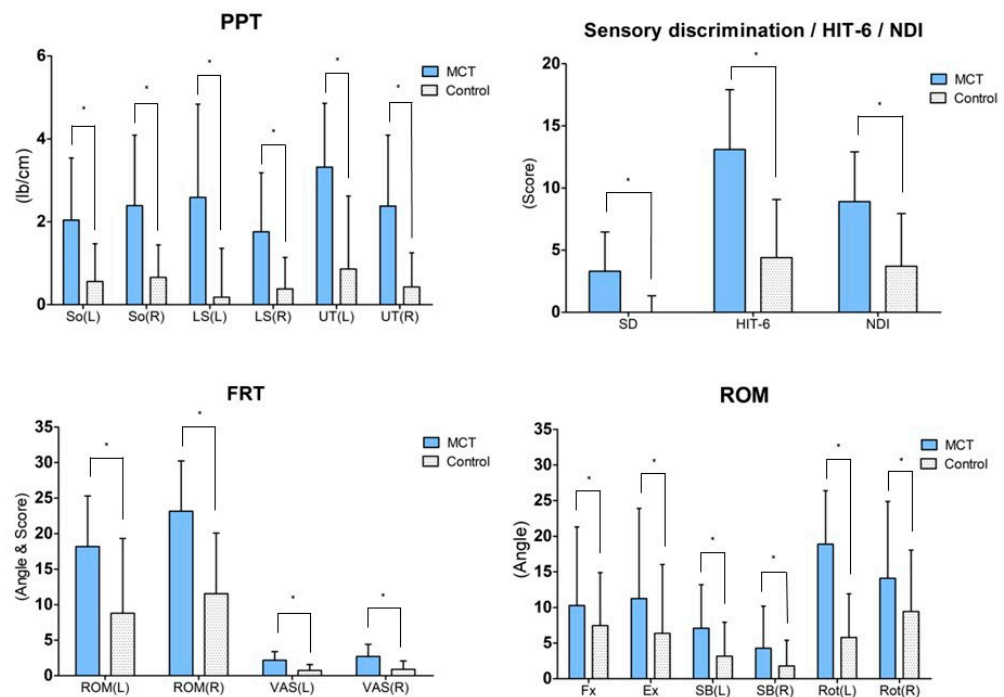 PPT
6
4
2
0
(lb/cm)
MCT
Control
*
*
*
*
*
*
So(L) So(R) LS(L) LS(R) UT(L) UT(R)
Sensory discrimination / HIT-6 / NDI
20
15
10
5
0
(Score)
MCT
Control
*
*
*
SD HIT-6 NDI
FRT
35
30
25
20
15
10
5
0
(Angle & Score)
MCT
Control
*
*
*
*
ROM(L) ROM(R) VAS(L) VAS(R)
ROM
35
30
25
20
15
10
5
0
(Angle)
MCT
Control
*
*
*
*
*
*
Fx Ex SB(L) SB(R) Rot(L) Rot(R)